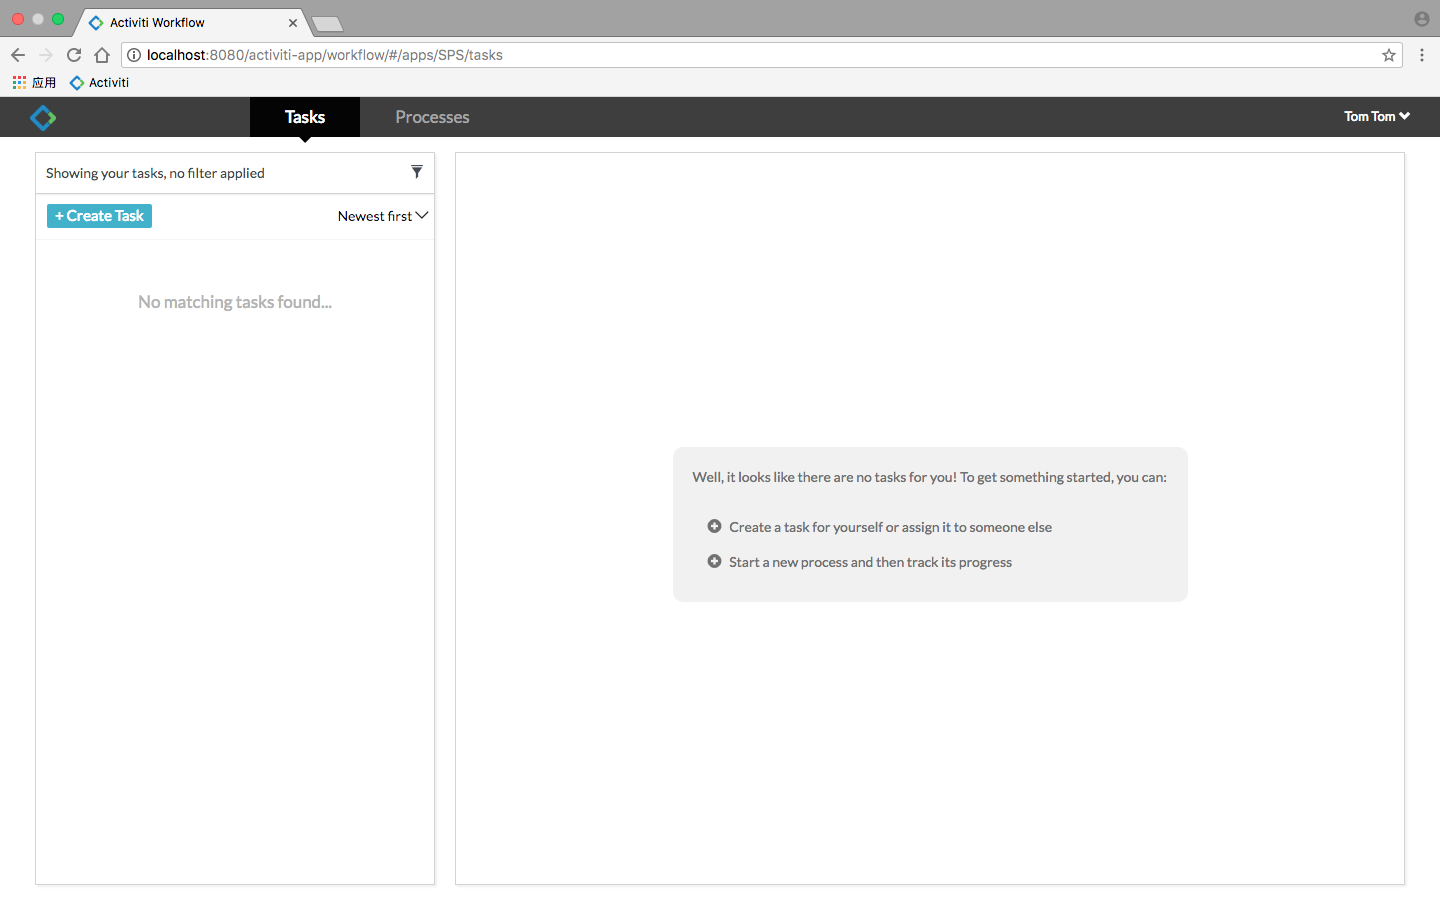 Activiti Workflow
localhost:8080/activiti-app/workflow/#/apps/SPS/tasks
应用 Activiti
Tasks Processes Tom Tom
Showing your tasks, no filter applied
+ Create Task Newest first
No matching tasks found...
Well, it looks like there are no tasks for you! To get something started, you can:
Create a task for yourself or assign it to someone else
Start a new process and then track its progress